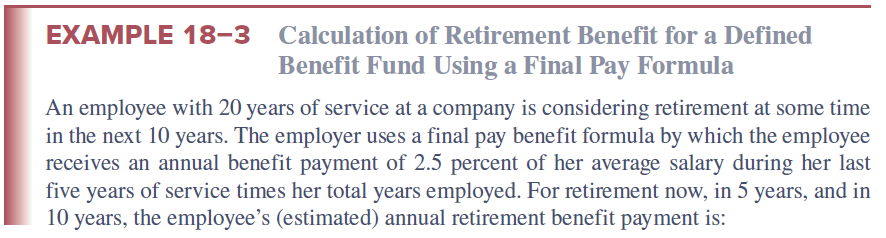 EXAMPLE 18–3 Calculation of Retirement Benefit for a Defined
Benefit Fund Using a Final Pay Formula
An employee with 20 years of service at a company is considering retirement at some time
in the next 10 years. The employer uses a final pay benefit formula by which the employee
receives an annual benefit payment of 2.5 percent of her average salary during her last
five years of service times her total years employed. For retirement now, in 5 years, and in
10 years, the employee's (estimated) annual retirement benefit payment is: